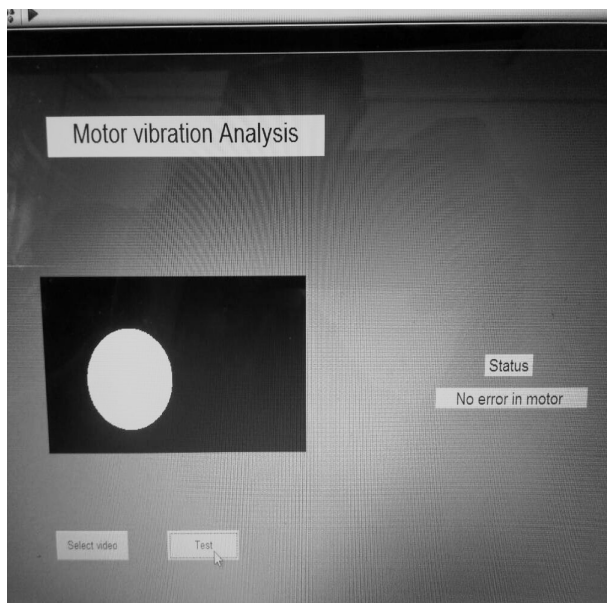 Motor vibration Analysis
Status
No error in motor
Select video
Test